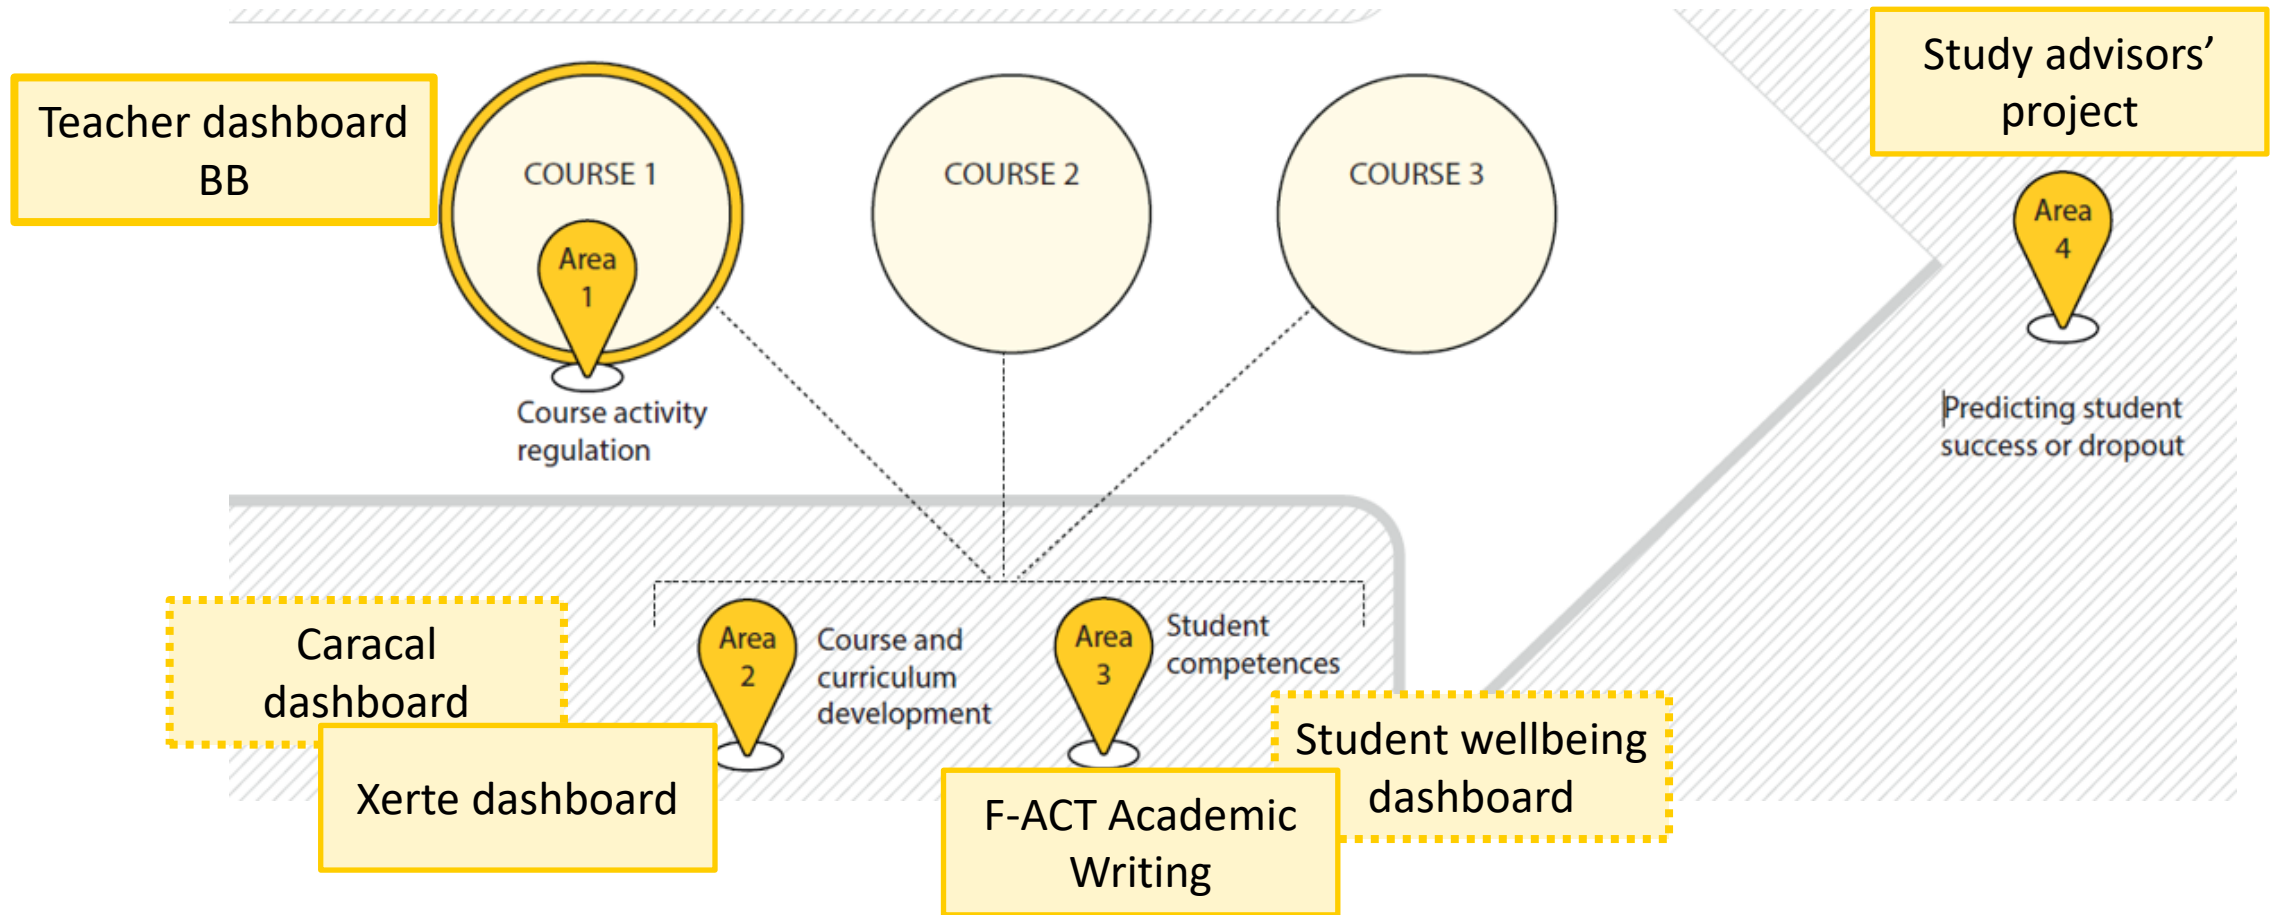 Teacher dashboard
BB
COURSE 1
Area
1
Course activity
regulation
COURSE 2
COURSE 3
Study advisors’
project
Area
4
Predicting student
success or dropout
Caracal
dashboard
Xerte dashboard
Area
2
Course and
curriculum
development
Area
3
Student
competences
F-ACT Academic
Writing
Student wellbeing
dashboard